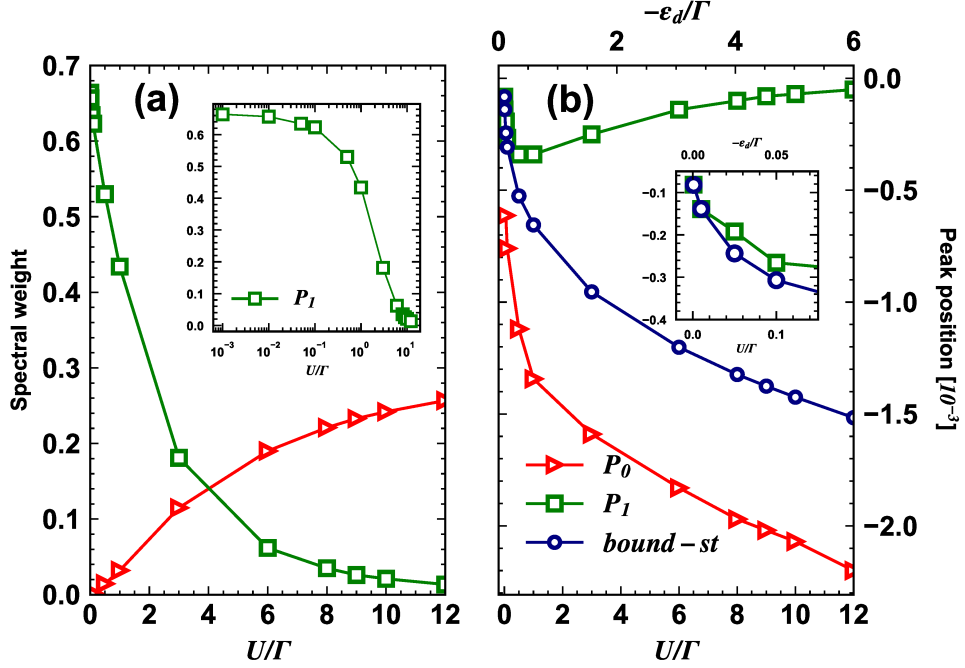 (a)
0.7
0.6
0.5
0.4
0.3
0.2
0.1
0.0
Spectral weight
0 2 4 6 8 10 12
U/Γ
0.6
0.5
0.4
0.3
0.2
0.1
0.0
P1
10−3 10−2 10−1 100 101
U/Γ
−εd/Γ
0 2 4 6
(b)
0.0
−0.5
−1.0
−1.5
−2.0
Peak position [10−3]
0 2 4 6 8 10 12
U/Γ
P0
P1
bound−st
0.00 −εd/Γ 0.05
−0.1
−0.2
−0.3
−0.4
0.0 0.1
U/Γ